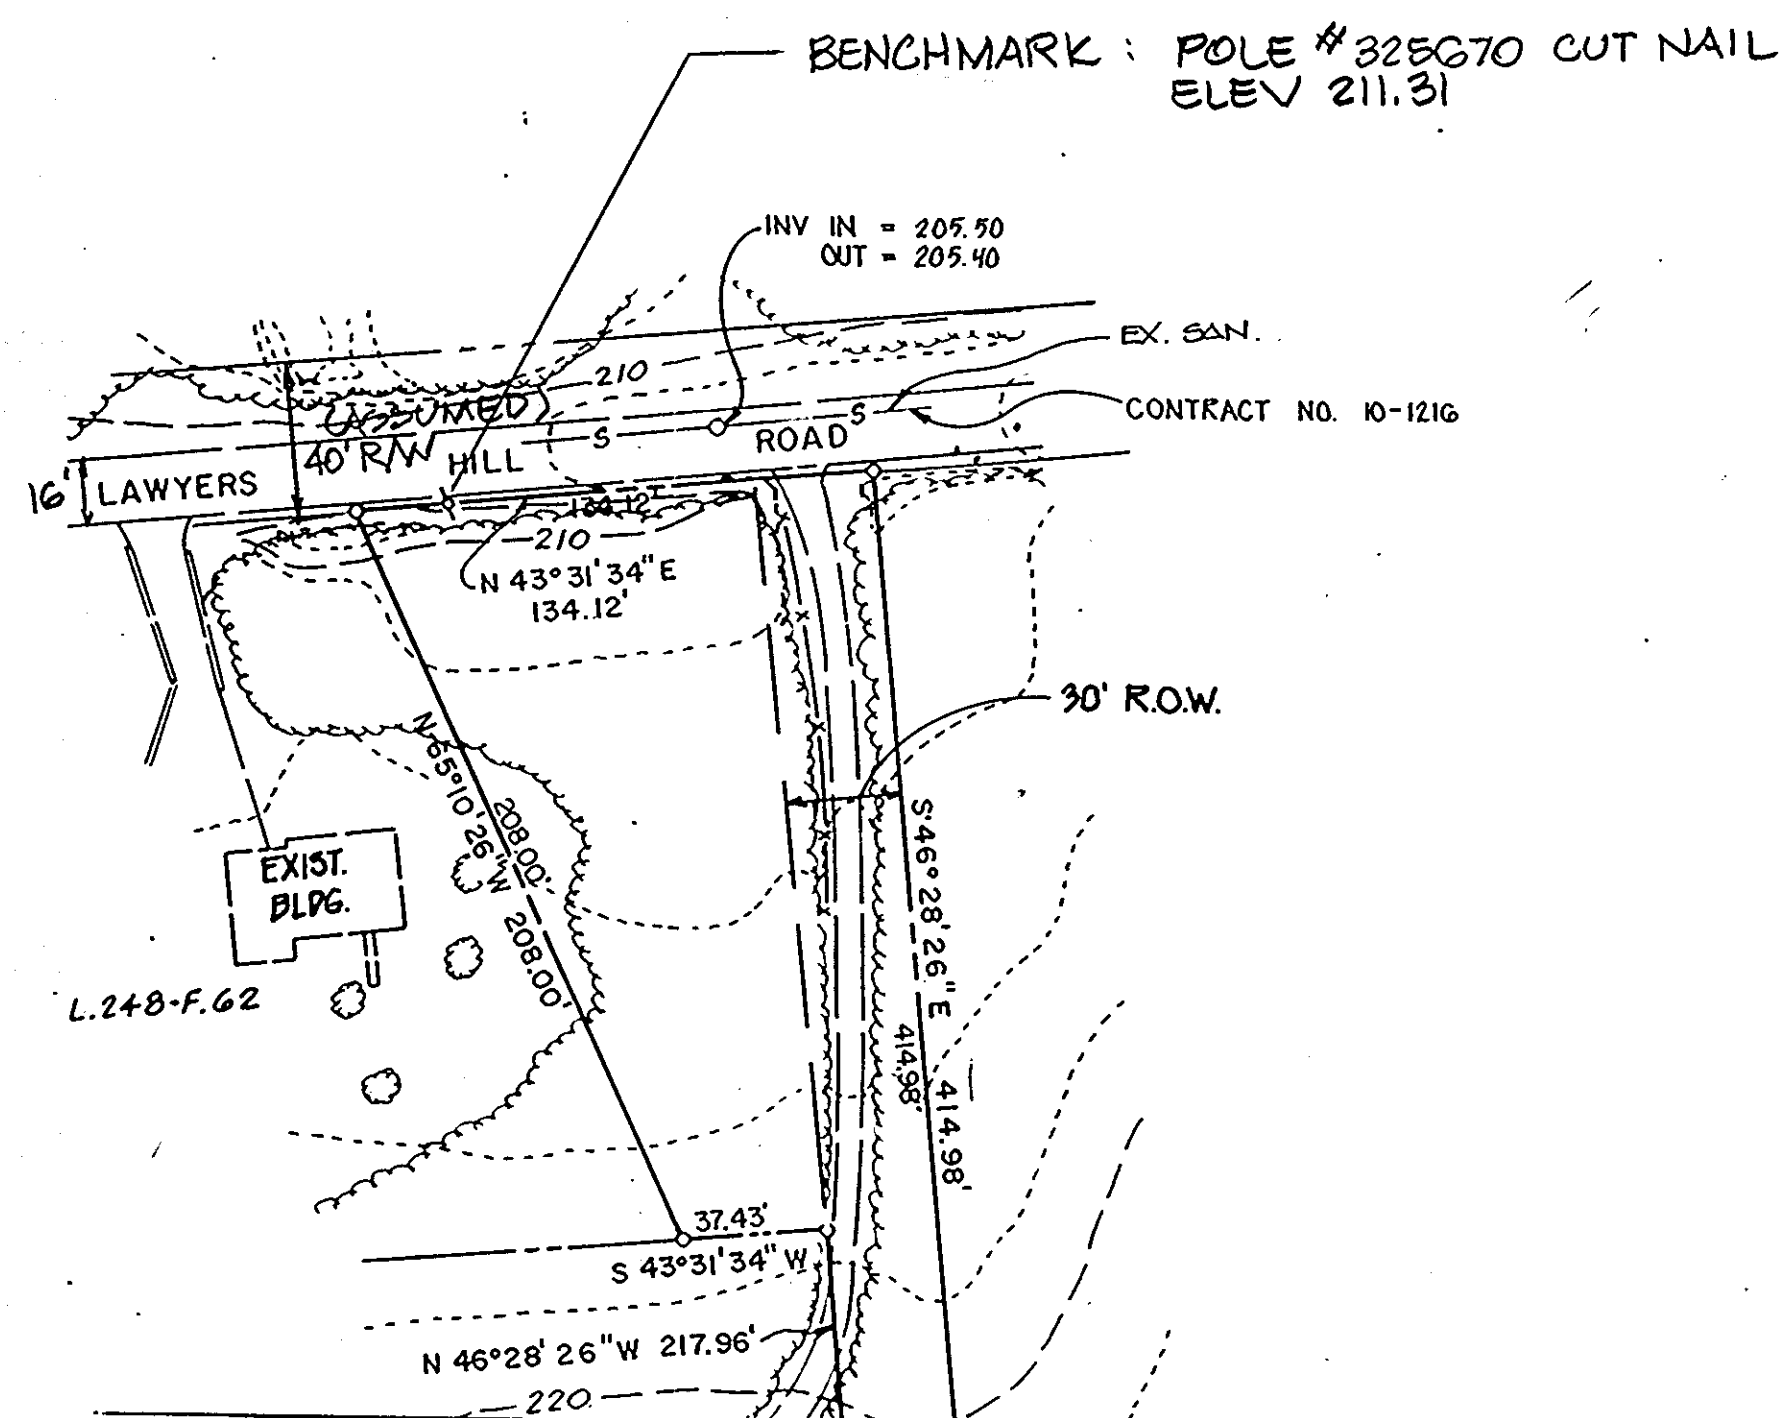 BENCHMARK : POLE #325670 CUT NAIL
ELEV 211.31
INV IN = 205.50
OUT = 205.40
EX. SAN.
210
(ASSUMED)
40' R/W
S
S
CONTRACT NO. 10-1216
16'
LAWYERS HILL ROAD
134.12'
210
N 43°31'34" E
134.12'
30' R.O.W.
N 65°10'26" W 208.00'
208.00'
S 46°28'26" E 414.98'
414.98'
EXIST.
BLDG.
L.248-F.62
37.43'
S 43°31'34" W
N 46°28'26" W 217.96'
220